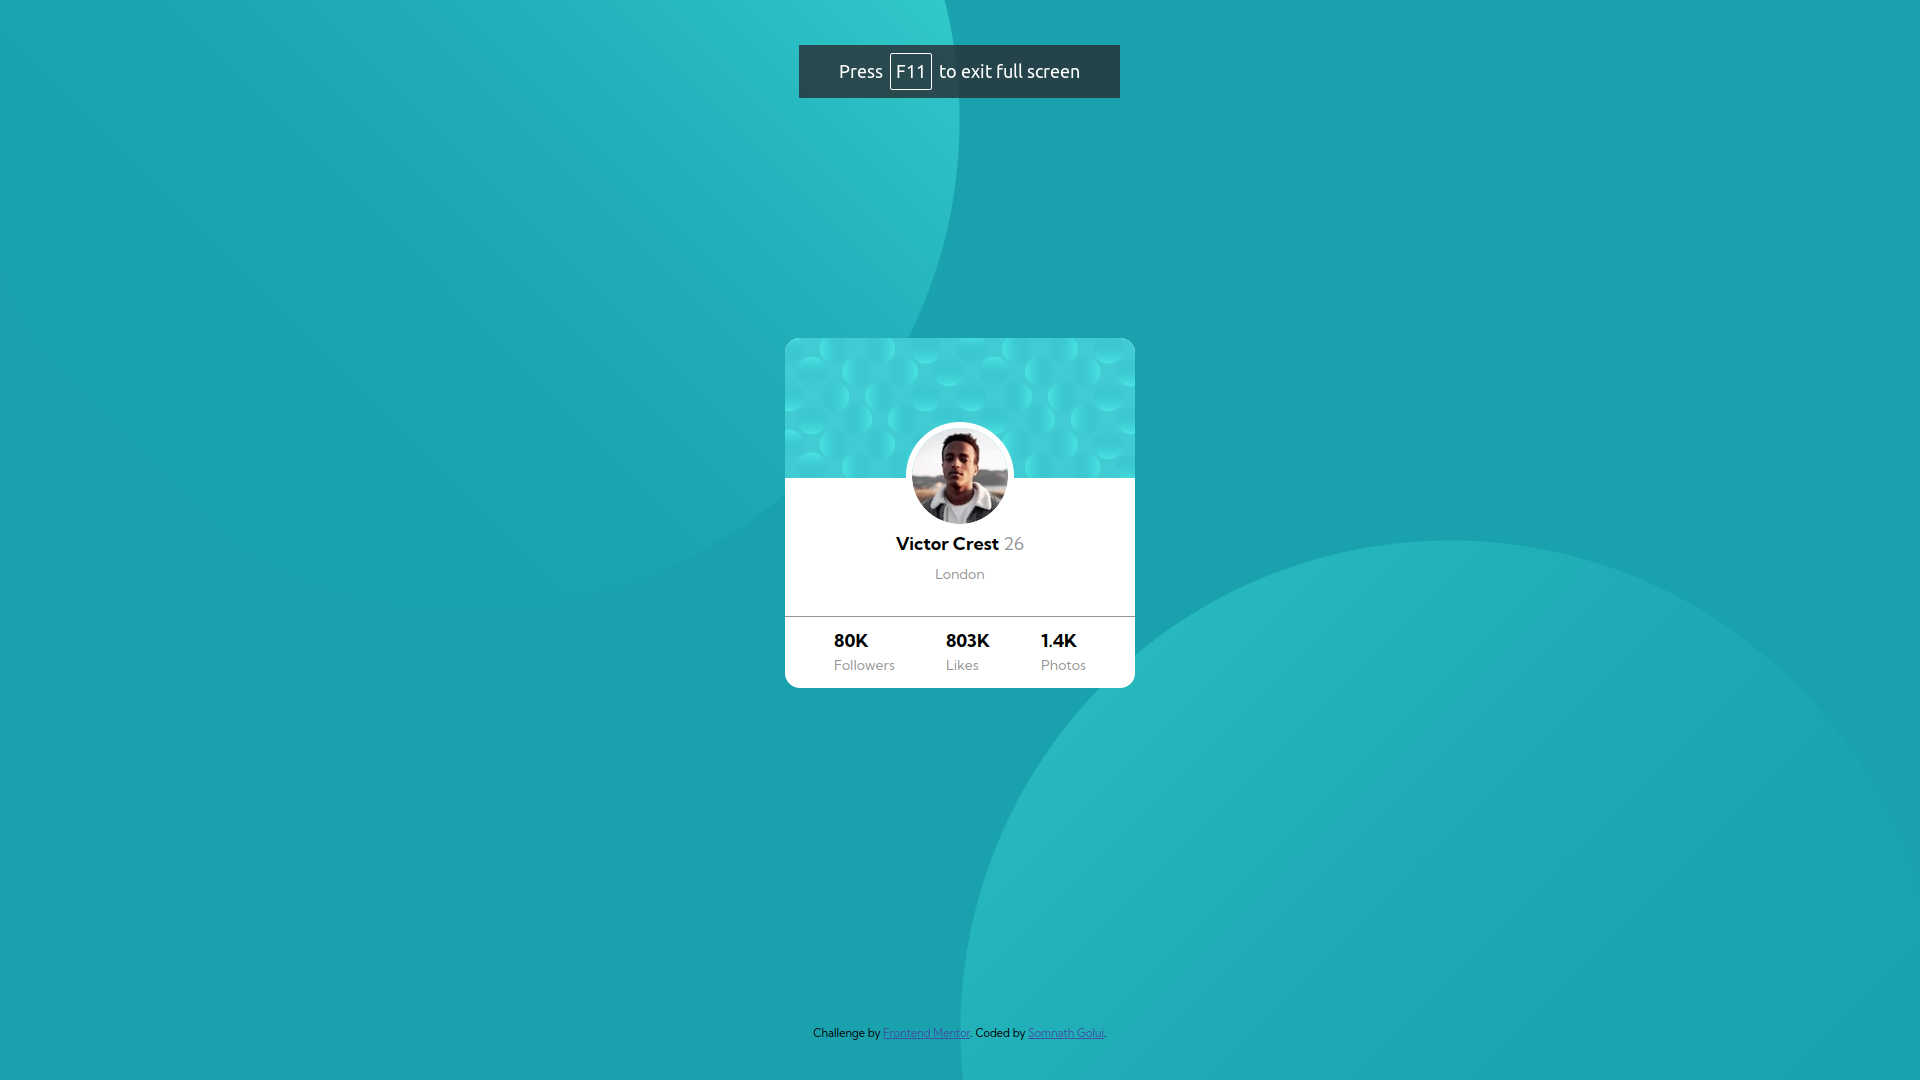 Press F11 to exit full screen
Victor Crest 26
London
80K 803K 1.4K
Followers Likes Photos
Challenge by Frontend Mentor. Coded by Somnath Golui.